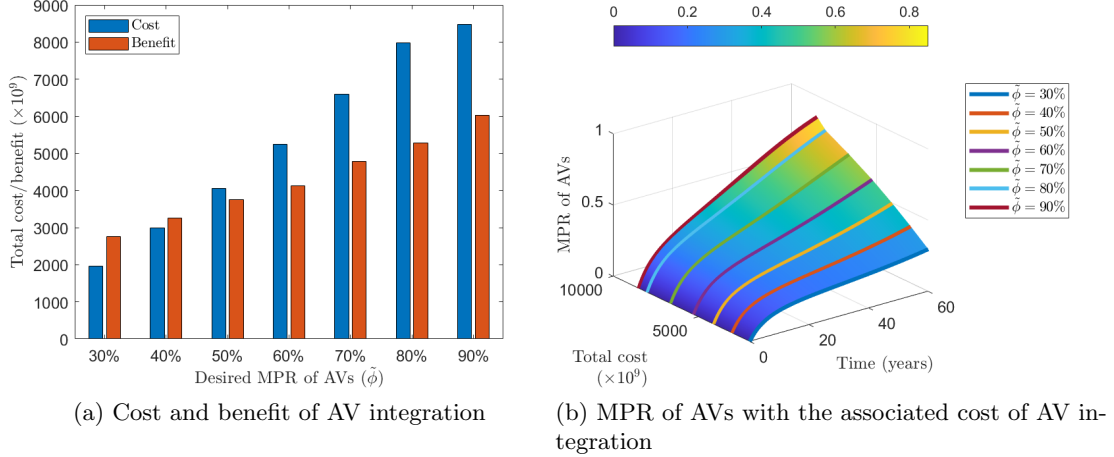 9000
8000
7000
6000
5000
4000
3000
2000
1000
0
Total cost/benefit (×10⁹)
Cost
Benefit
30% 40% 50% 60% 70% 80% 90%
Desired MPR of AVs (φ̃)
(a) Cost and benefit of AV integration
0 0.2 0.4 0.6 0.8
1
0.5
0
MPR of AVs
10000
5000
Total cost
(×10⁹)
0 20 40 60
Time (years)
φ̃ = 30%
φ̃ = 40%
φ̃ = 50%
φ̃ = 60%
φ̃ = 70%
φ̃ = 80%
φ̃ = 90%
(b) MPR of AVs with the associated cost of AV in-
tegration